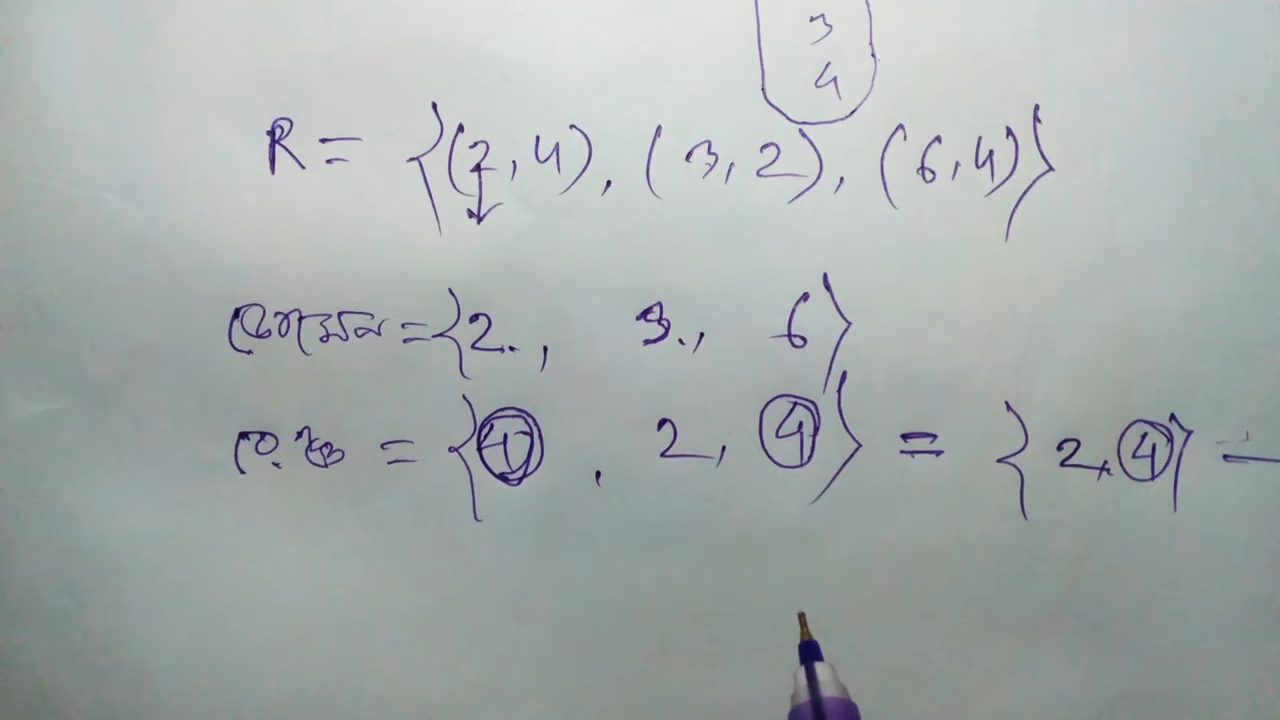 3
4
R = {(2, 4), (3, 2), (6, 4)}
ডোমেন = {2, 3, 6}
রেঞ্জ = {4, 2, 4} = {2, 4} =